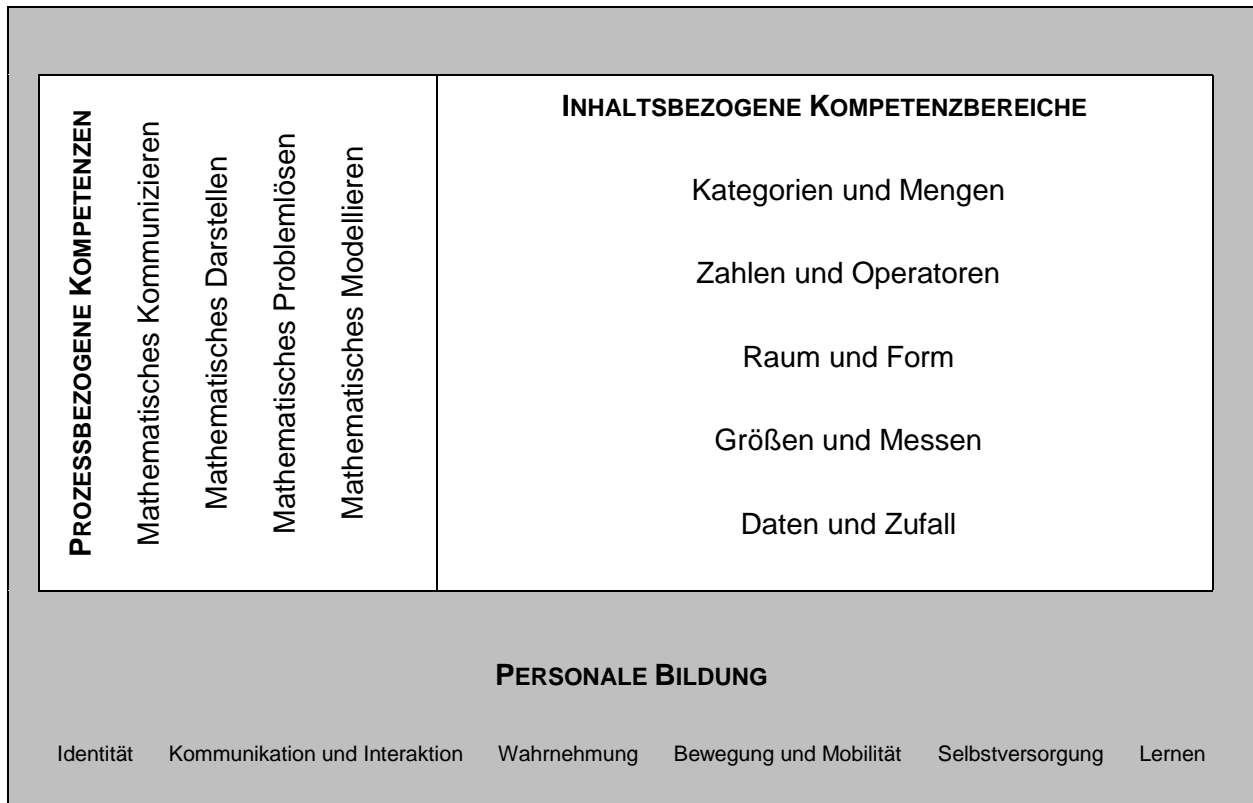 PROZESSBEZOGENE KOMPETENZEN
Mathematisches Kommunizieren
Mathematisches Darstellen
Mathematisches Problemlösen
Mathematisches Modellieren
INHALTSBEZOGENE KOMPETENZBEREICHE
Kategorien und Mengen
Zahlen und Operatoren
Raum und Form
Größen und Messen
Daten und Zufall
PERSONALE BILDUNG
Identität Kommunikation und Interaktion Wahrnehmung Bewegung und Mobilität Selbstversorgung Lernen